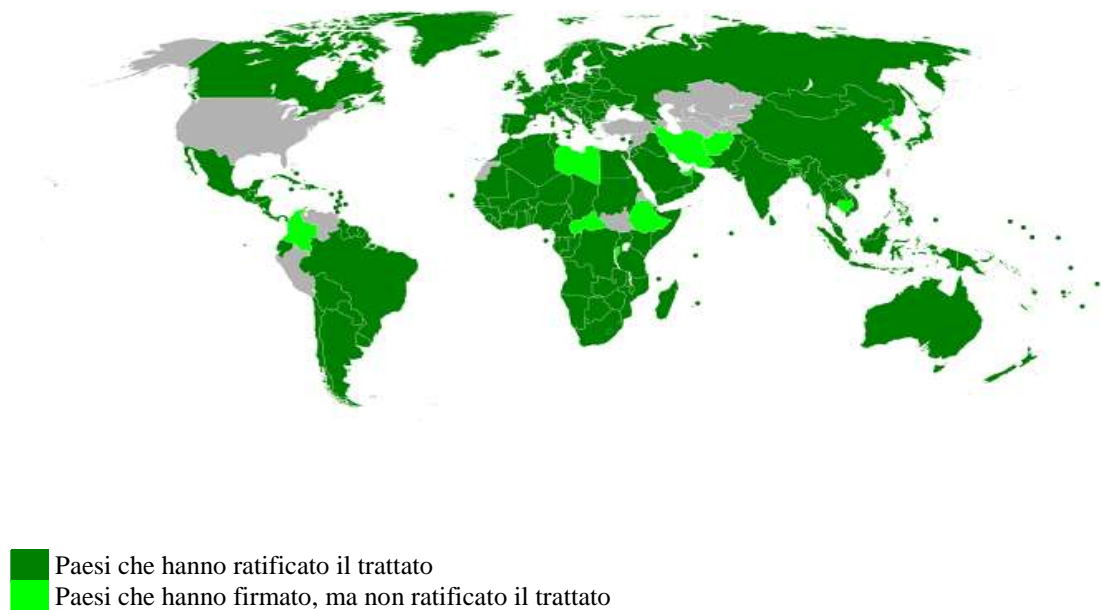 Paesi che hanno ratificato il trattato
Paesi che hanno firmato, ma non ratificato il trattato